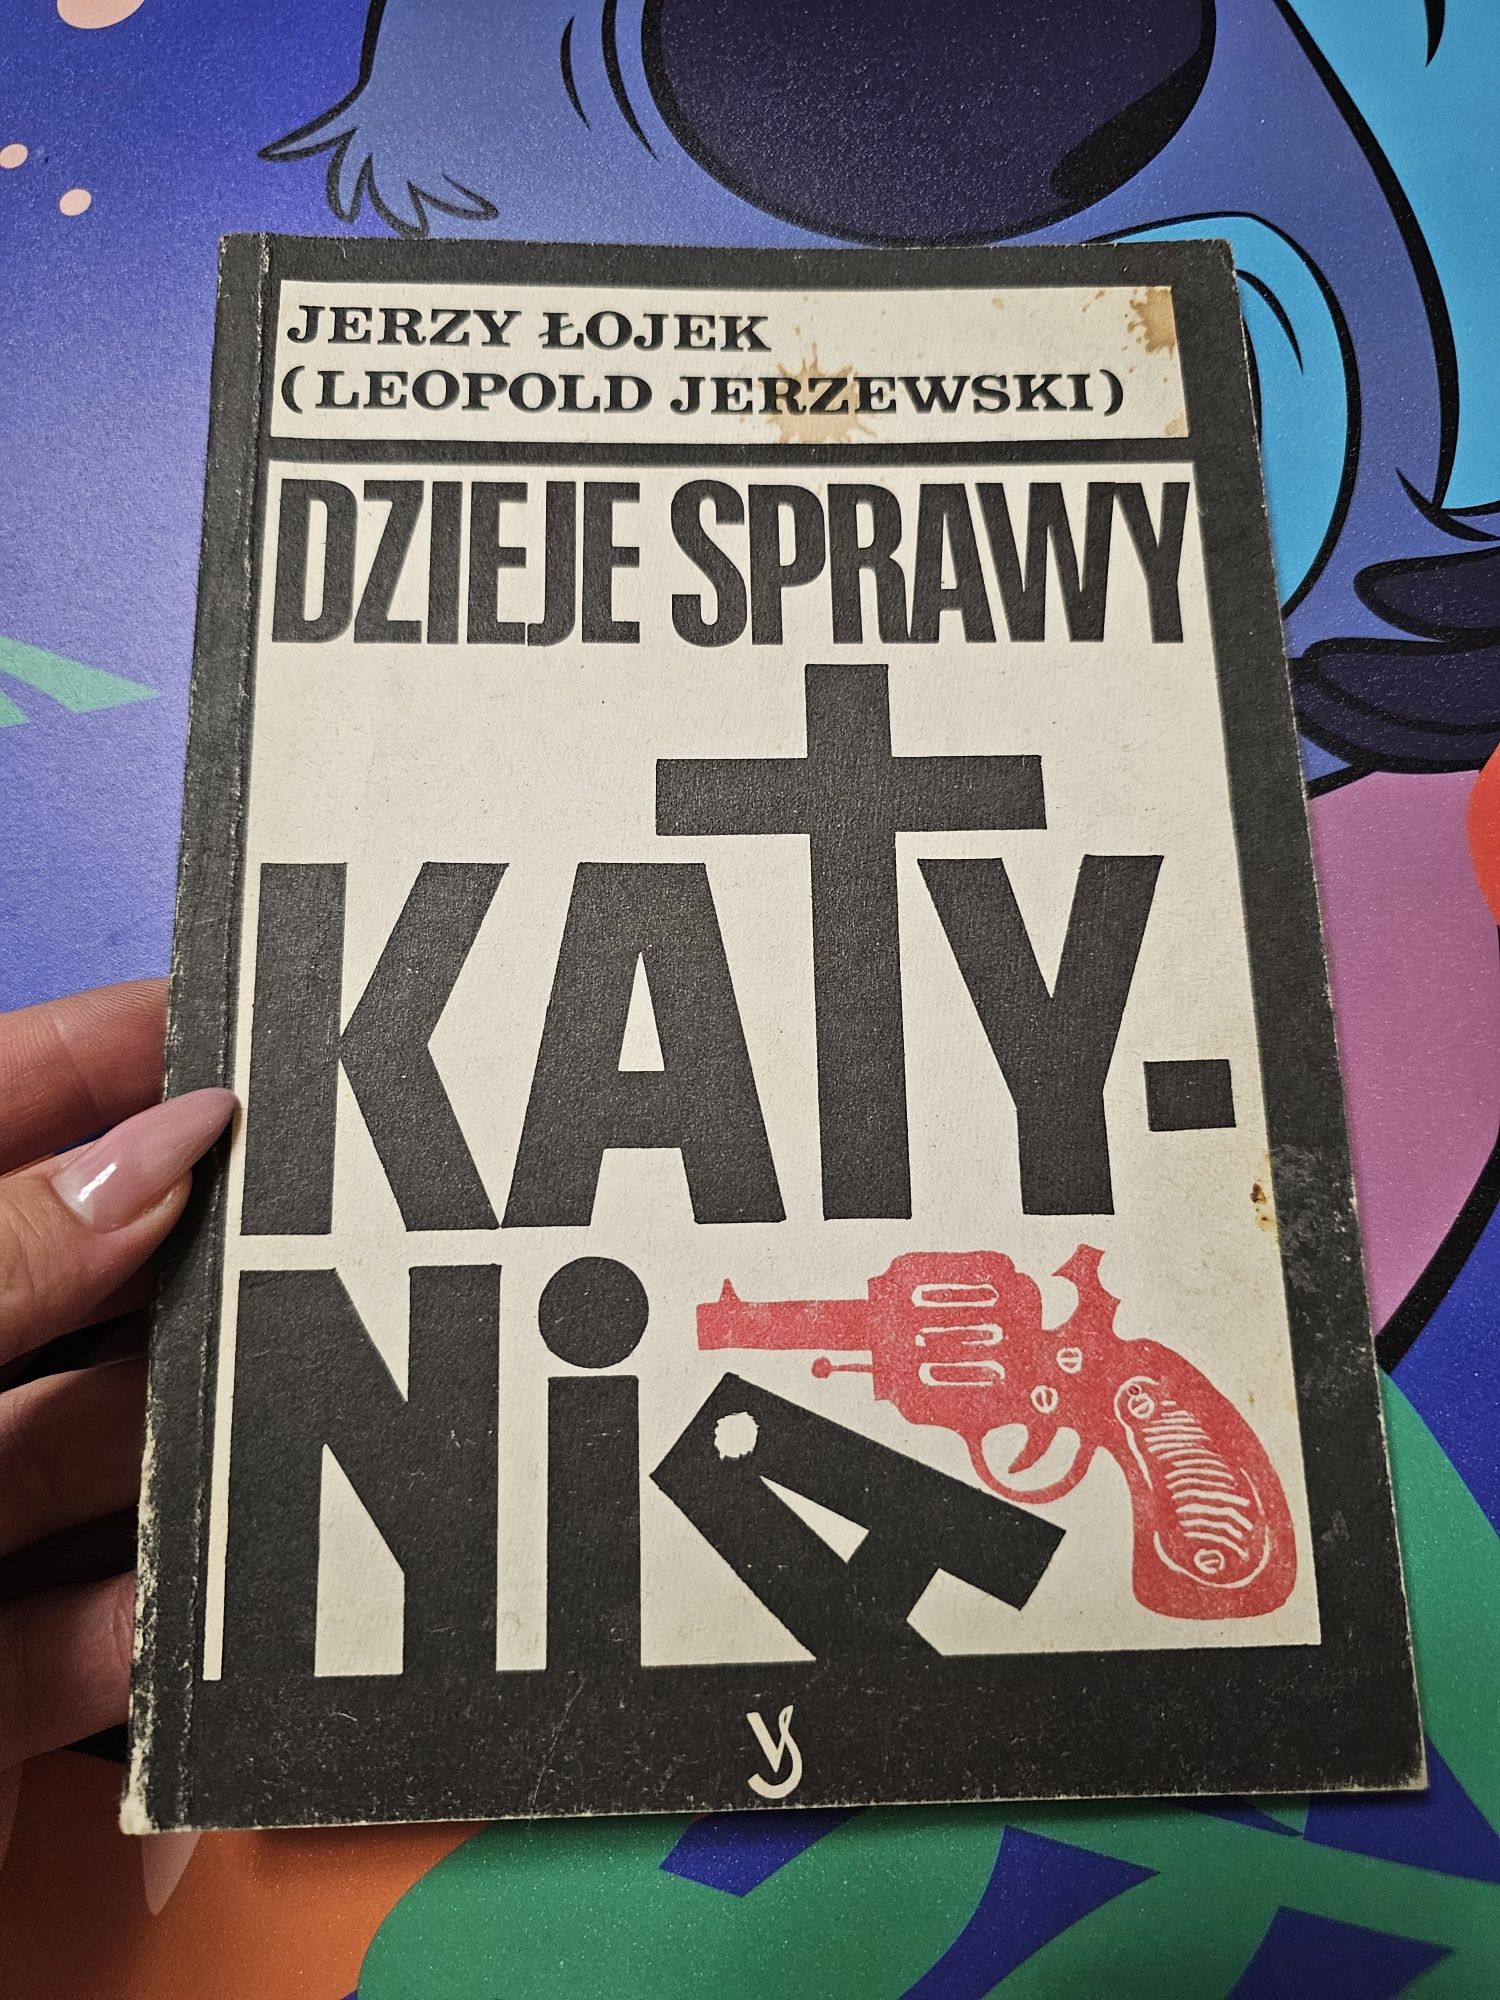 JERZY ŁOJEK
(LEOPOLD JERZEWSKI)
DZIEJE SPRAWY
KATY-
NiA